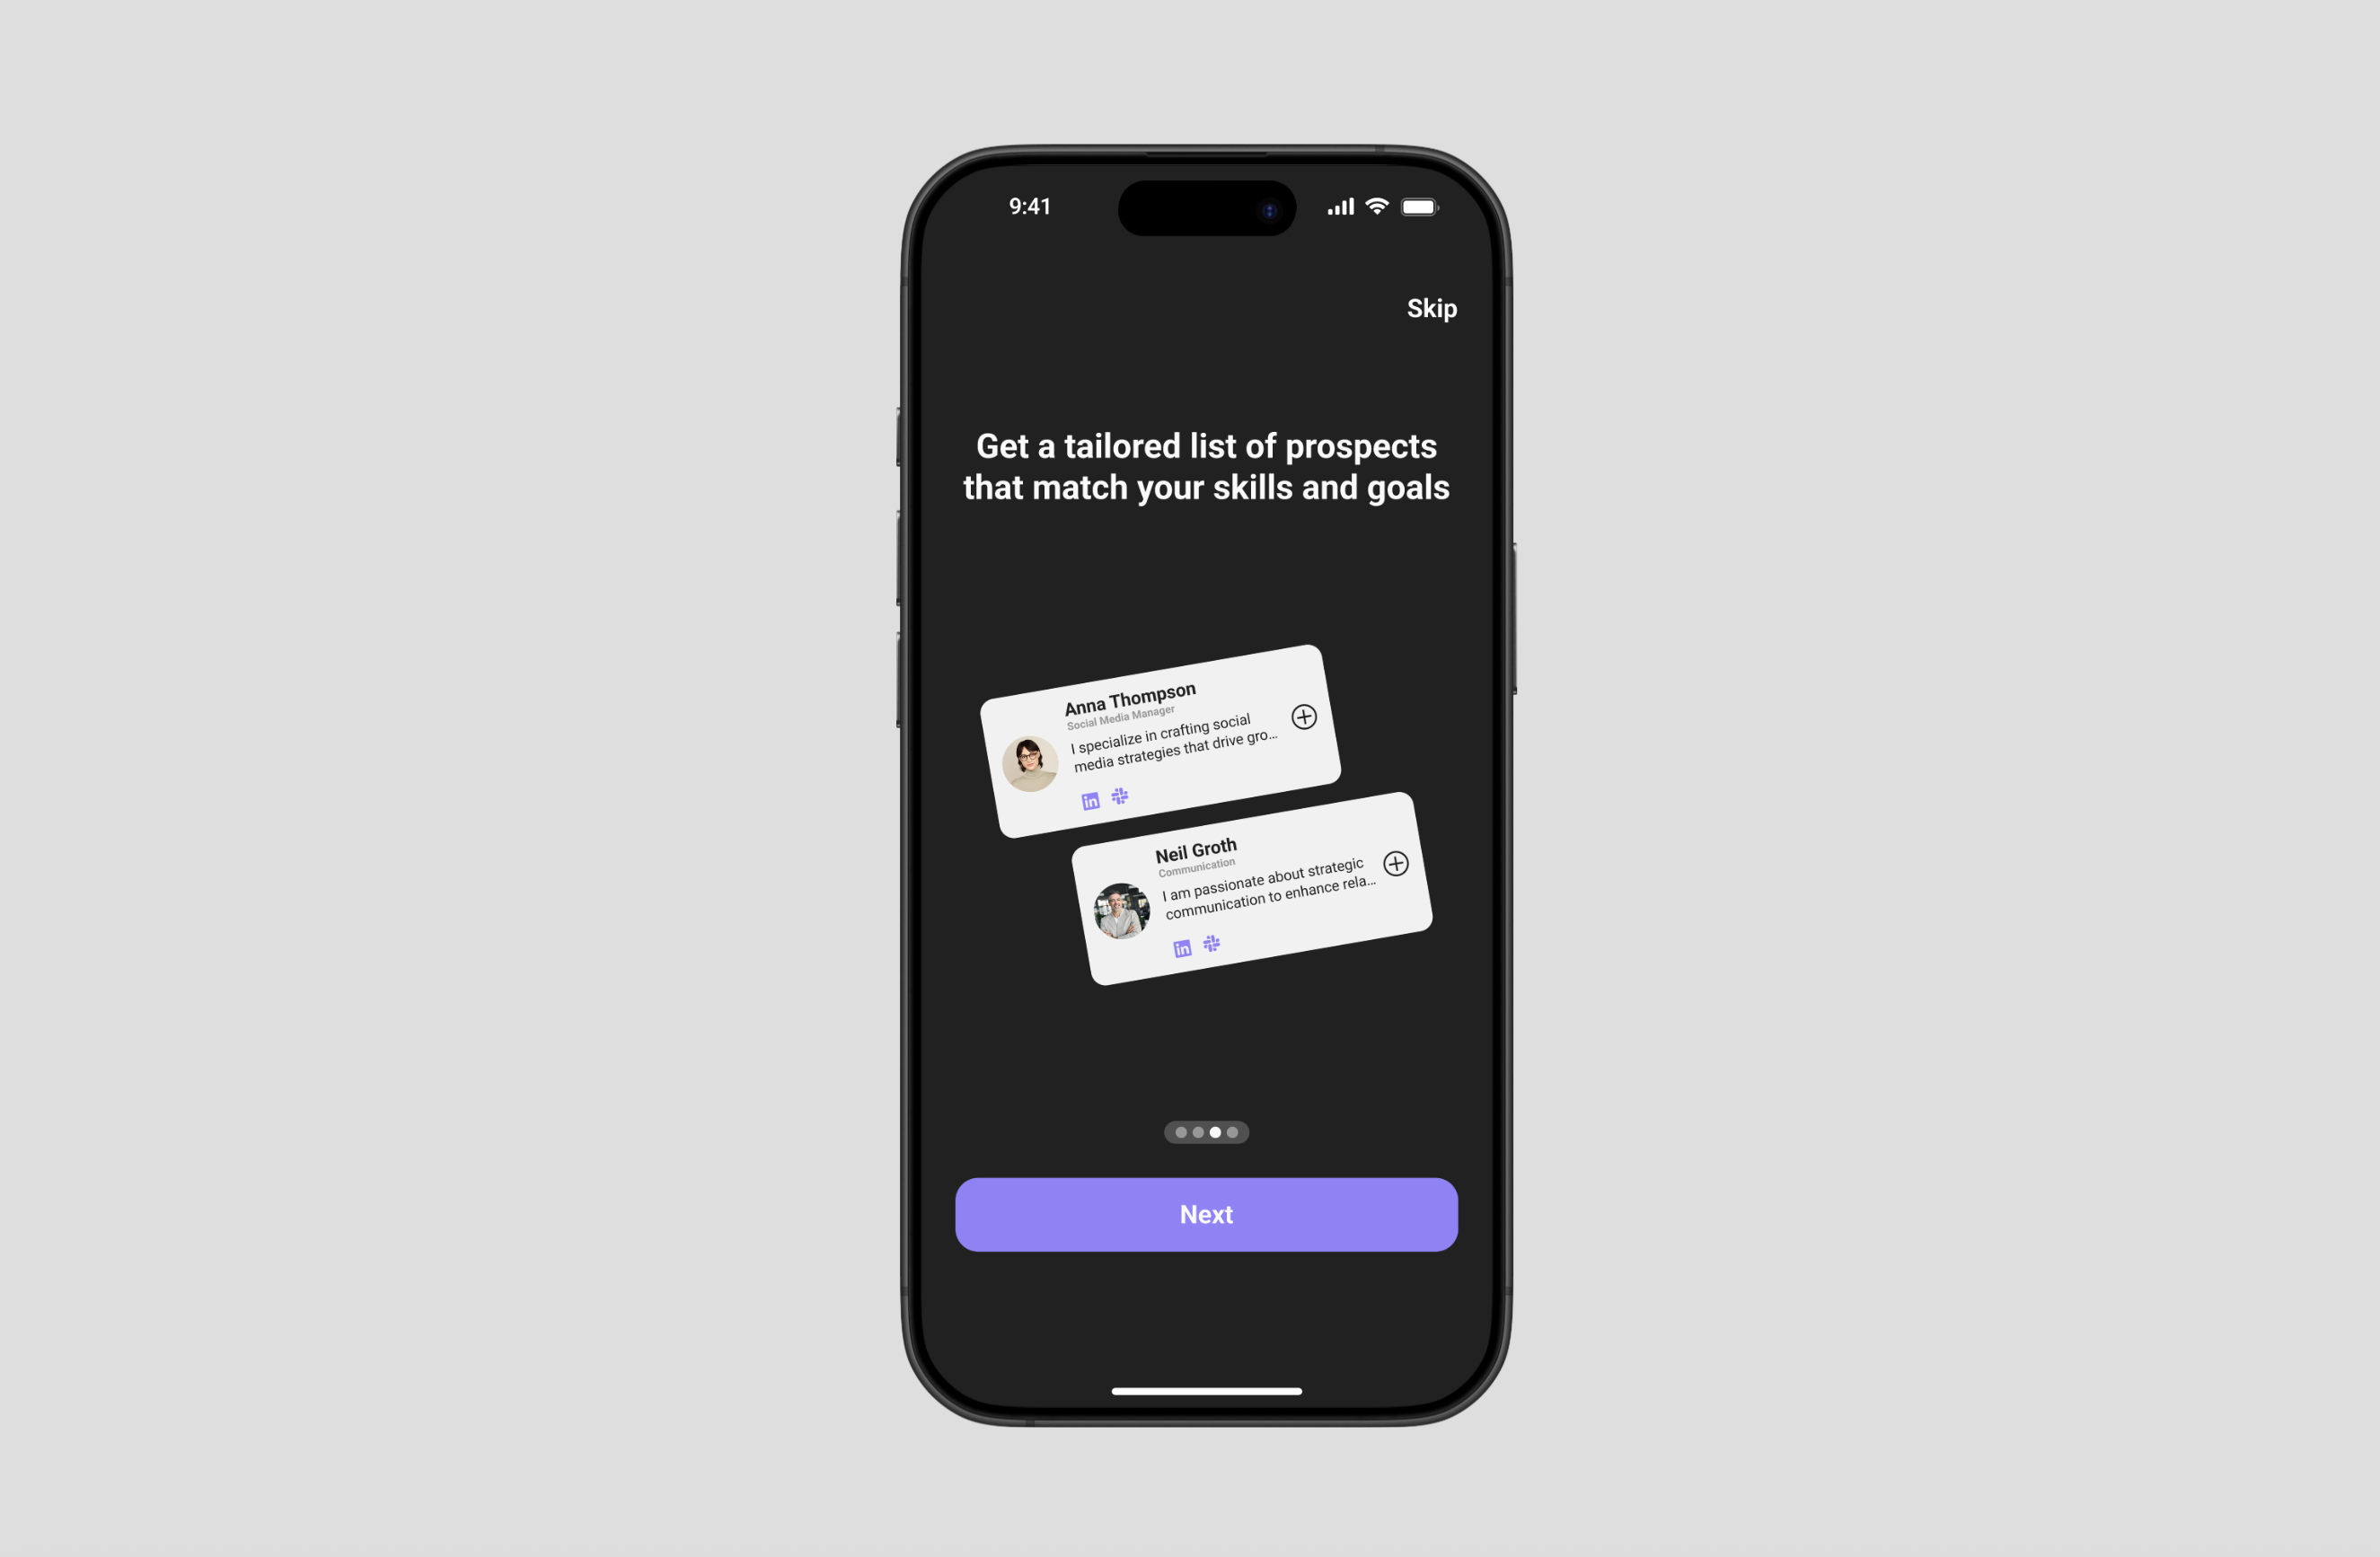 9:41
Skip
Get a tailored list of prospects
that match your skills and goals
Anna Thompson
Social Media Manager
I specialize in crafting social
media strategies that drive gro...
in
Neil Groth
Communication
I am passionate about strategic
communication to enhance rela...
in
Next